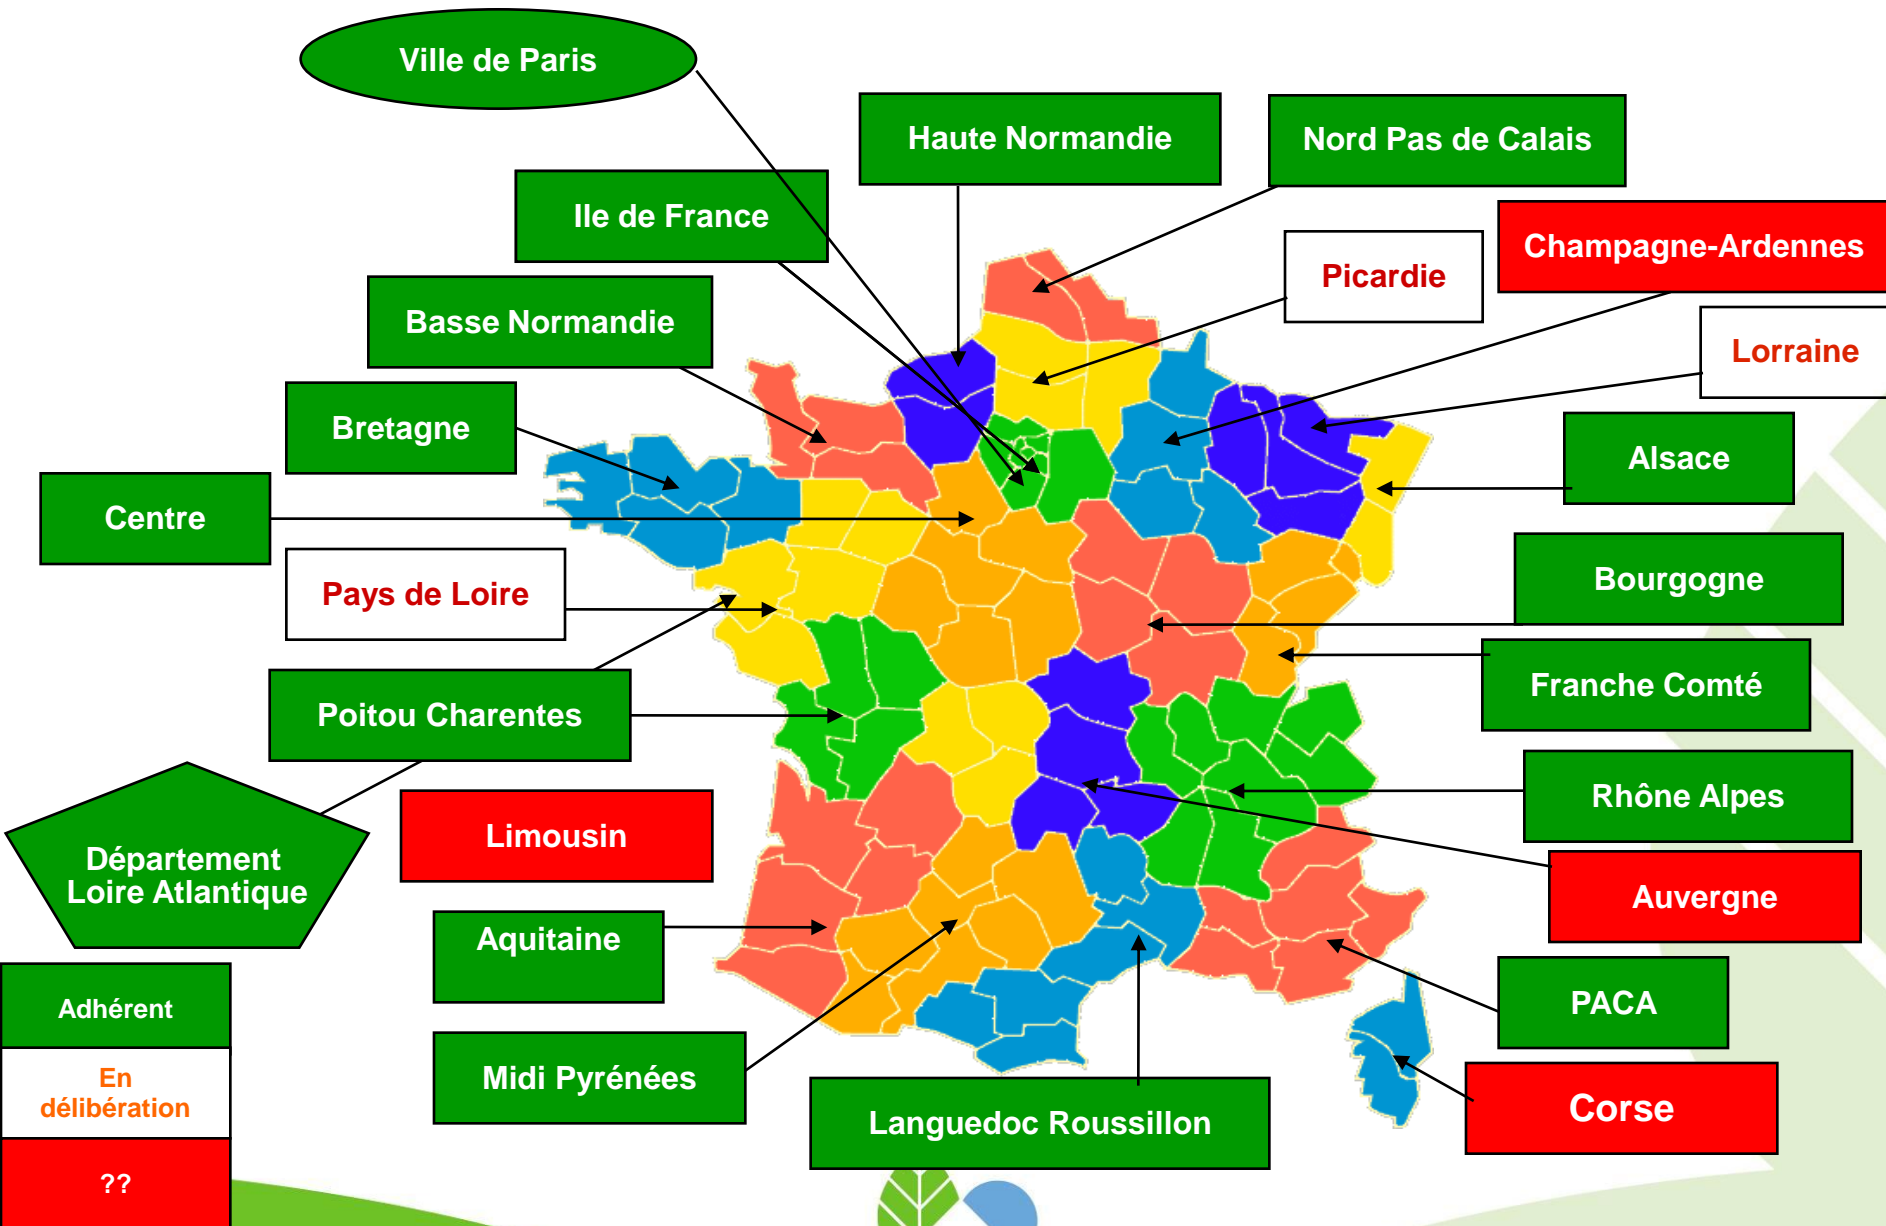 Ville de Paris
Haute Normandie
Nord Pas de Calais
Ile de France
Champagne-Ardennes
Picardie
Basse Normandie
Lorraine
Bretagne
Alsace
Centre
Pays de Loire
Bourgogne
Franche Comté
Poitou Charentes
Rhône Alpes
Limousin
Département
Loire Atlantique
Auvergne
Aquitaine
PACA
Adhérent
Midi Pyrénées
En
délibération
Languedoc Roussillon
Corse
??